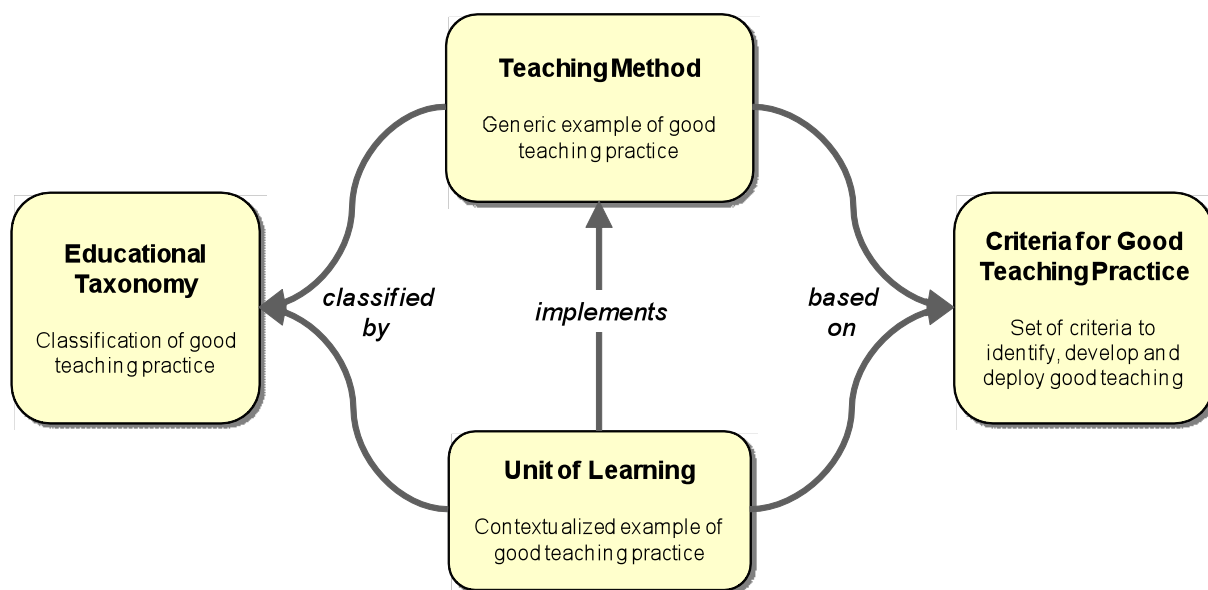 Teaching Method
Generic example of good
teaching practice
Educational
Taxonomy
Classification of good
teaching practice
classified
by
implements
based
on
Criteria for Good
Teaching Practice
Set of criteria to
identify, develop and
deploy good teaching
Unit of Learning
Contextualized example of
good teaching practice